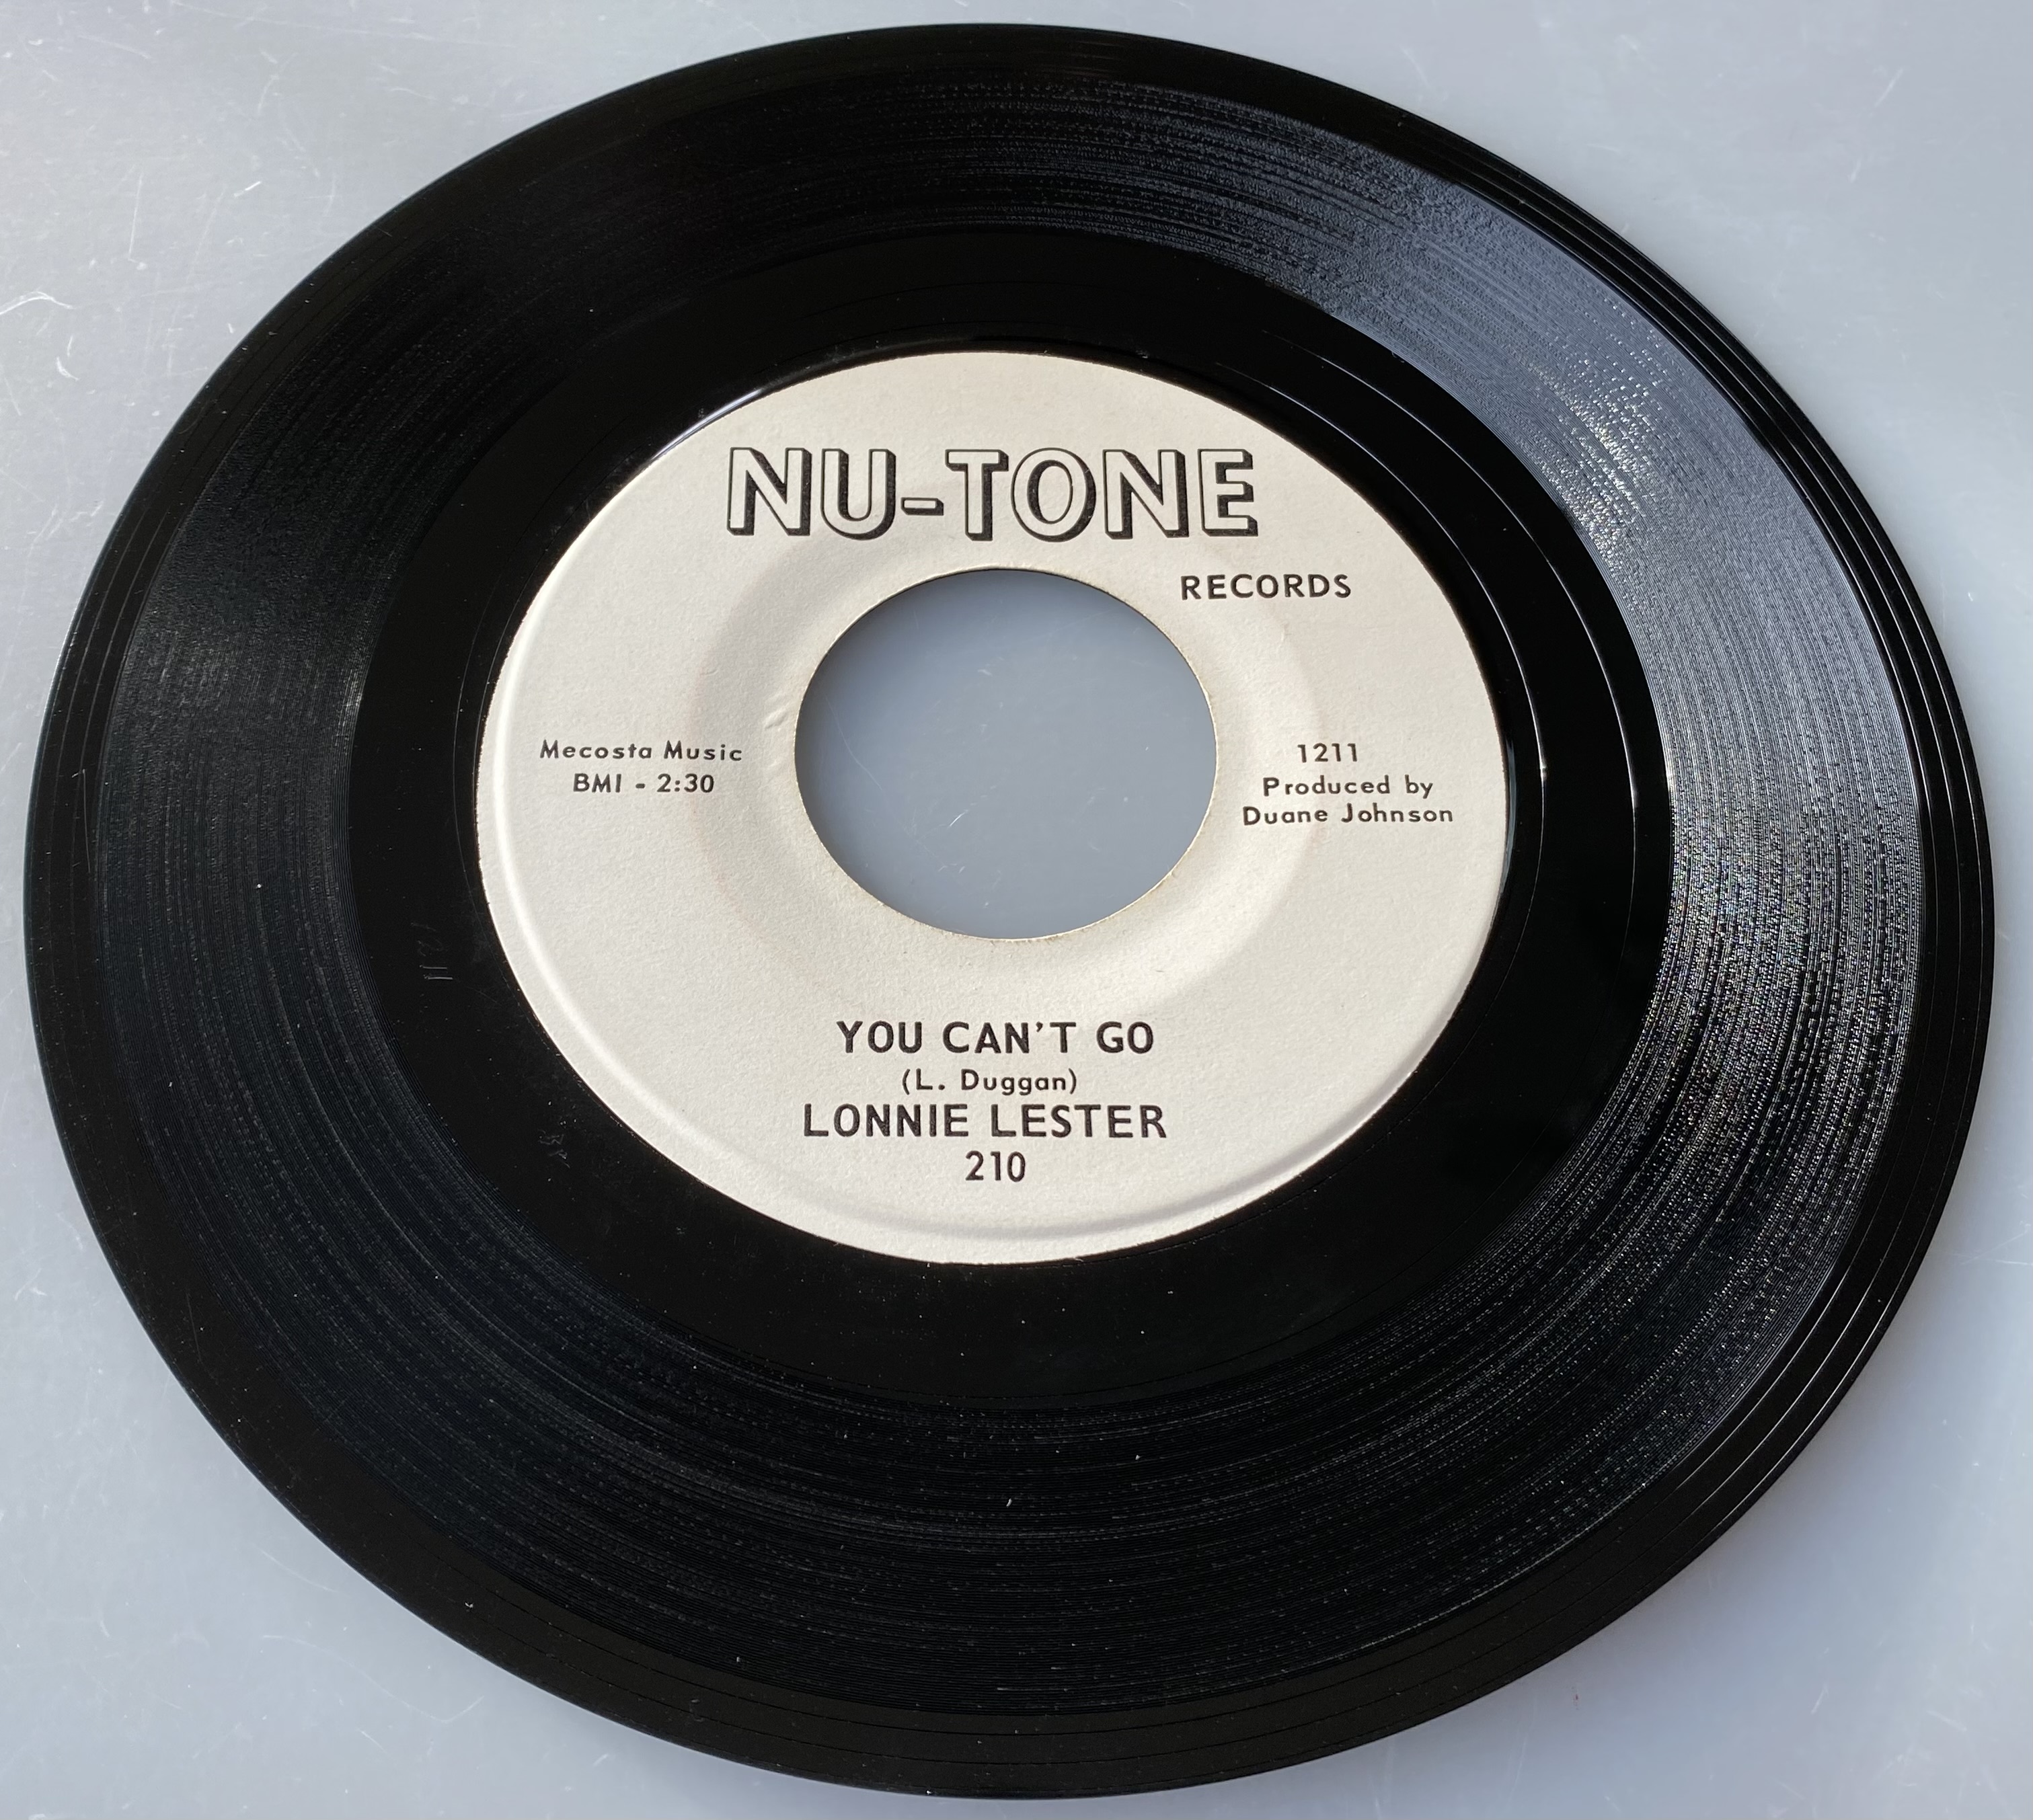 NU-TONE
RECORDS
Mecosta Music
BMI - 2:30
1211
Produced by
Duane Johnson
YOU CAN'T GO
(L. Duggan)
LONNIE LESTER
210
1211